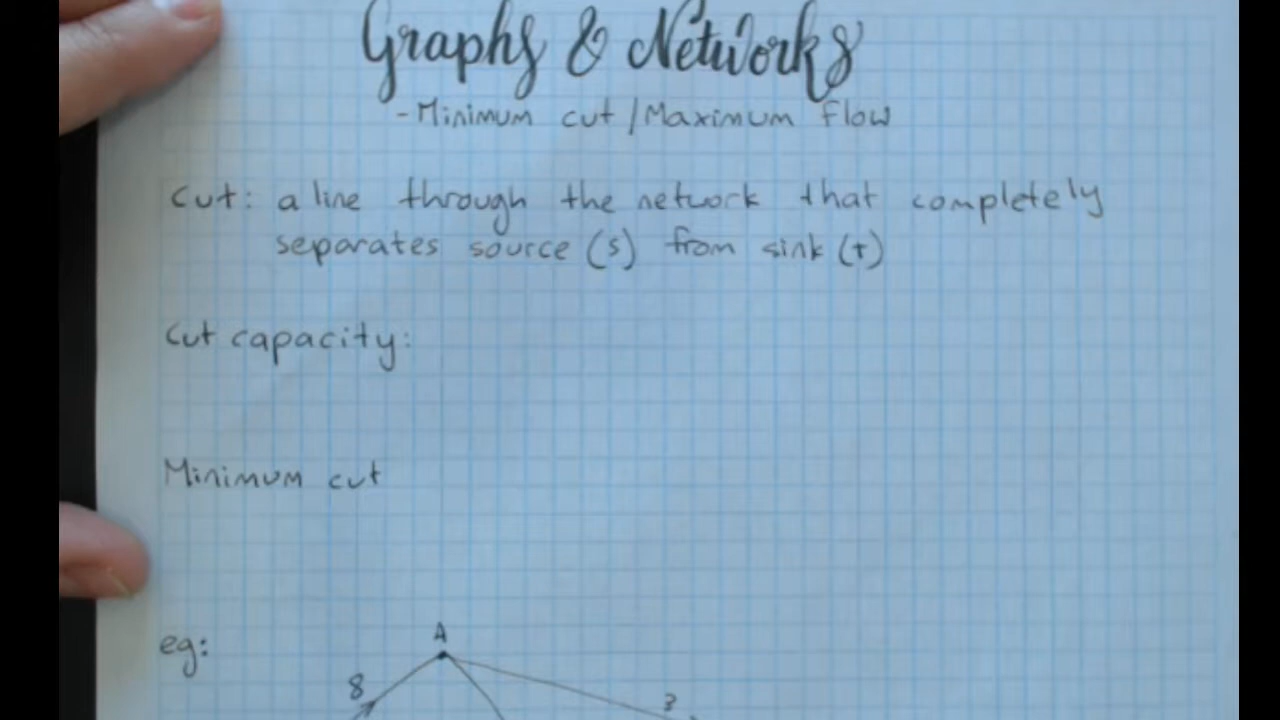 Graphs & Networks
- Minimum cut / Maximum Flow
Cut: a line through the network that completely
separates source (s) from sink (t)
Cut capacity:
Minimum cut
eg:
A
8